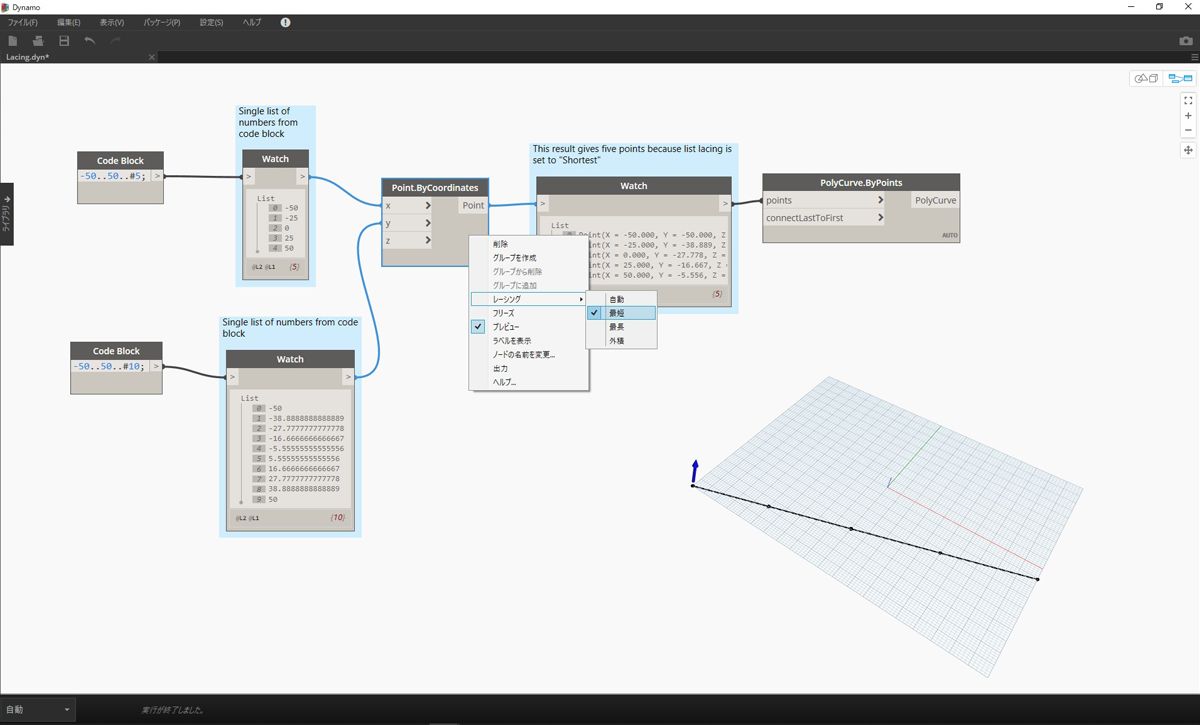 Dynamo
ファイル(F) 編集(E) 表示(V) パッケージ(P) 設定(S) ヘルプ
Lacing.dyn*
ライブラリ
Single list of
numbers from
code block
Code Block
-50..50..#5; >
Watch
> >
List
0 -50
1 -25
2 0
3 25
4 50
@L2 @L1 {5}
Point.ByCoordinates
x > Point
y >
z >
This result gives five points because list lacing is
set to "Shortest"
Watch
> >
List
0 Point(X = -50.000, Y = -50.000, Z
int(X = -25.000, Y = -38.889, Z =
int(X = 0.000, Y = -27.778, Z =
int(X = 25.000, Y = -16.667, Z =
int(X = 50.000, Y = -5.556, Z =
{5}
PolyCurve.ByPoints
points > PolyCurve
connectLastToFirst >
AUTO
削除
グループを作成
グループから削除
グループに追加
レーシング
フリーズ
プレビュー
ラベルを表示
ノードの名前を変更...
出力
ヘルプ...
自動
最短
最長
外積
Single list of numbers from code
block
Code Block
-50..50..#10; >
Watch
> >
List
0 -50
1 -38.8888888888889
2 -27.7777777777778
3 -16.6666666666667
4 -5.55555555555556
5 5.55555555555556
6 16.6666666666667
7 27.7777777777778
8 38.8888888888889
9 50
@L2 @L1 {10}
自動
実行が終了しました。